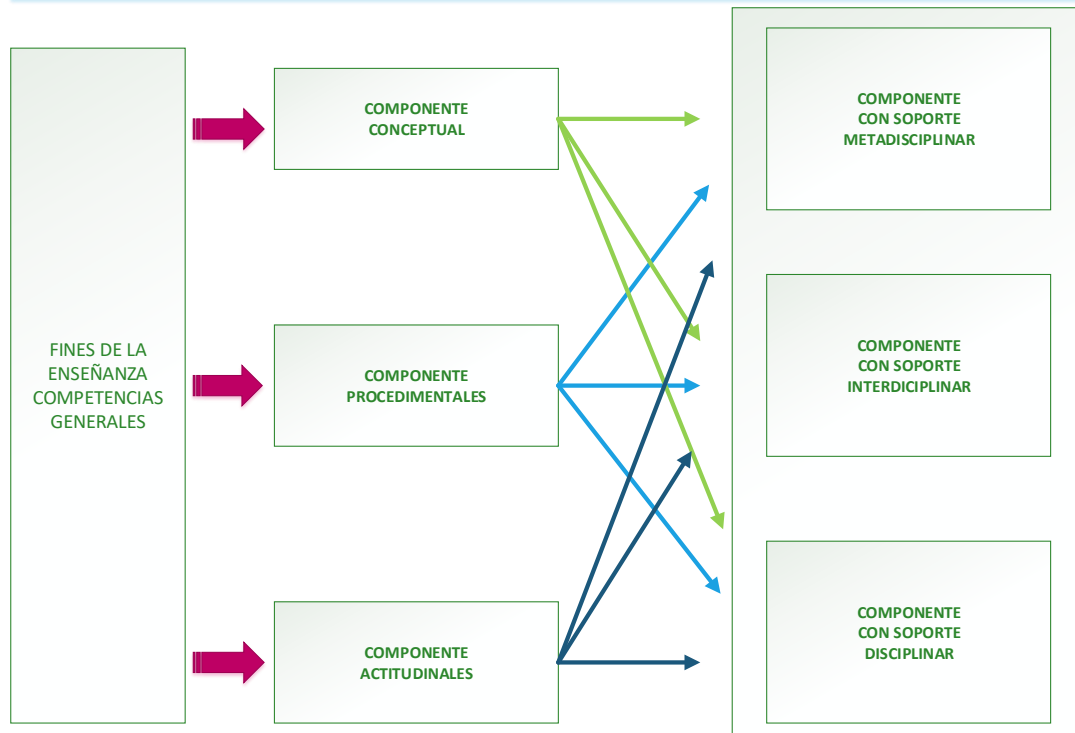 FINES DE LA
ENSEÑANZA
COMPETENCIAS
GENERALES
COMPONENTE
CONCEPTUAL
COMPONENTE
PROCEDIMENTALES
COMPONENTE
ACTITUDINALES
COMPONENTE
CON SOPORTE
METADISCIPLINAR
COMPONENTE
CON SOPORTE
INTERDICIPLINAR
COMPONENTE
CON SOPORTE
DISCIPLINAR